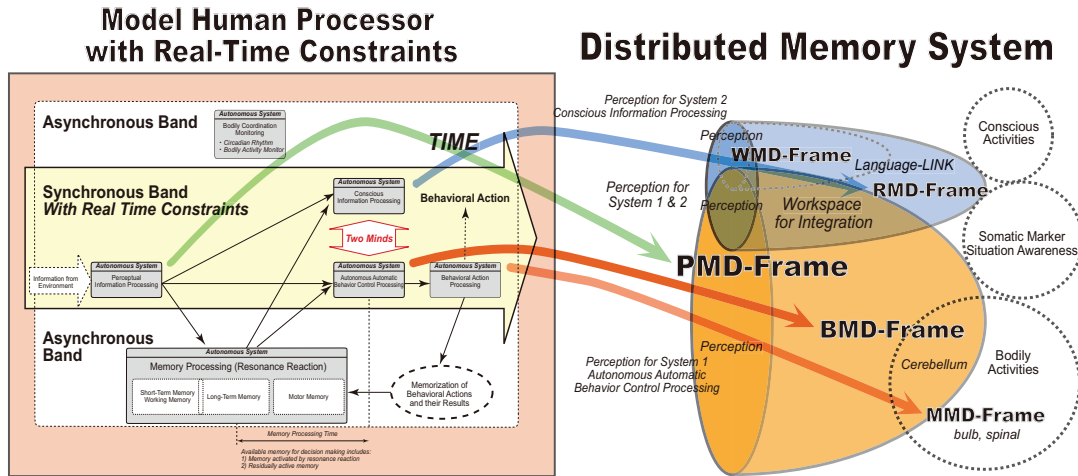 Model Human Processor
with Real-Time Constraints
Distributed Memory System
Asynchronous Band
Autonomous System
Bodily Coordination
Monitoring
・Circadian Rhythm
・Bodily Activity Monitor
TIME
Synchronous Band
With Real Time Constraints
Autonomous System
Conscious
Information Processing
Behavioral Action
Two Minds
Information from
Environment
Autonomous System
Perceptual
Information Processing
Autonomous System
Autonomous Automatic
Behavior Control Processing
Autonomous System
Behavioral Action
Processing
Asynchronous
Band
Autonomous System
Memory Processing (Resonance Reaction)
Short-Term Memory
Working Memory
Long-Term Memory
Motor Memory
Memorization of
Behavioral Actions
and their Results
Memory Processing Time
Available memory for decision making includes:
1) Memory activated by resonance reaction
2) Residually active memory
Perception for System 2
Conscious Information Processing
Perception
WMD-Frame
Language-LINK
RMD-Frame
Perception for
System 1 & 2
Perception
Workspace
for Integration
PMD-Frame
BMD-Frame
Perception
Perception for System 1
Autonomous Automatic
Behavior Control Processing
Cerebellum
MMD-Frame
bulb, spinal
Conscious
Activities
Somatic Marker
Situation Awareness
Bodily
Activities